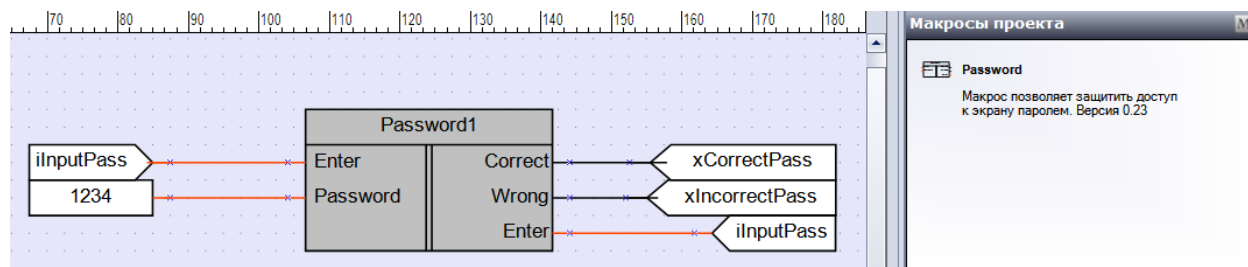 70 80 90 100 110 120 130 140 150 160 170 180
Макросы проекта
M
Password
Макрос позволяет защитить доступ
к экрану паролем. Версия 0.23
Password1
iInputPass Enter Correct xCorrectPass
1234 Password Wrong xIncorrectPass
Enter iInputPass